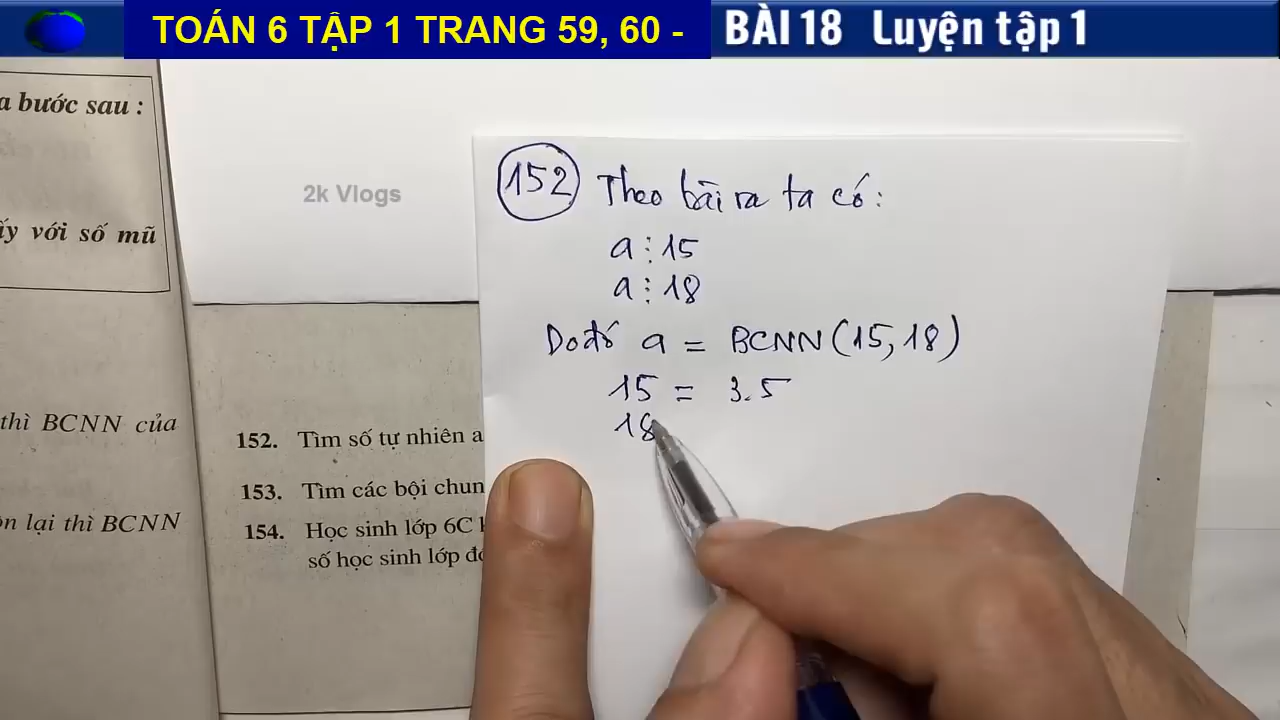 TOÁN 6 TẬP 1 TRANG 59, 60 -
BÀI 18 Luyện tập 1
a bước sau :
ấy với số mũ
thì BCNN của
òn lại thì BCNN
2k Vlogs
152 Theo bài ra ta có:
a ⋮ 15
a ⋮ 18
Do đó a = BCNN(15, 18)
15 = 3.5
18
152. Tìm số tự nhiên a
153. Tìm các bội chun
154. Học sinh lớp 6C
số học sinh lớp đó